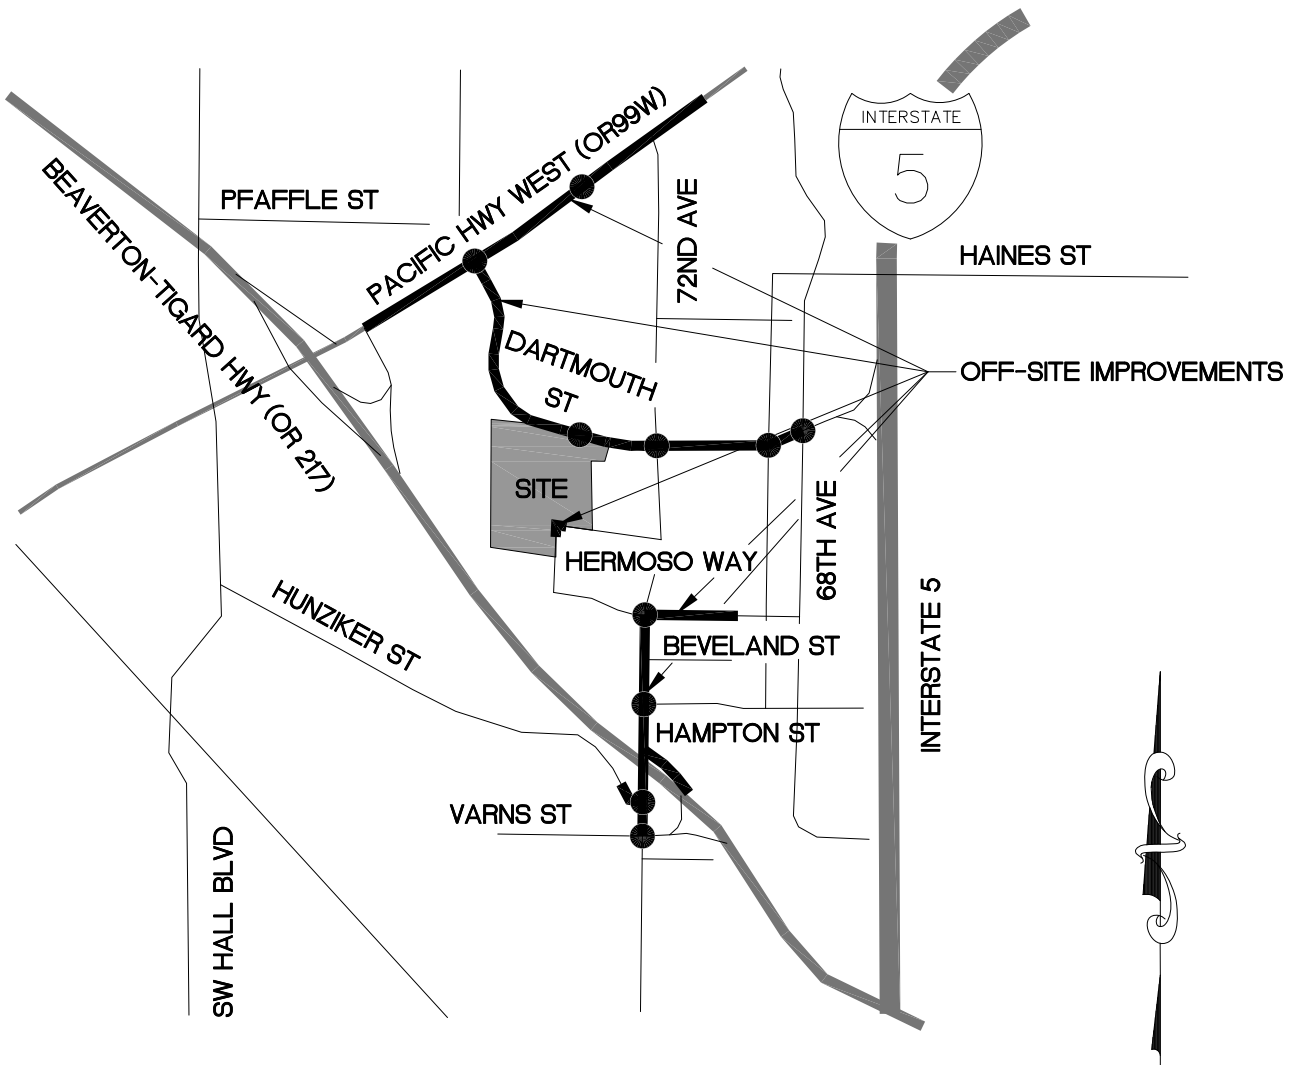 INTERSTATE
5
PACIFIC HWY WEST (OR99W)
PFAFFLE ST
BEAVERTON-TIGARD HWY (OR 217)
72ND AVE
HAINES ST
DARTMOUTH
ST
OFF-SITE IMPROVEMENTS
SITE
68TH AVE
HERMOSO WAY
HUNZIKER ST
BEVELAND ST
INTERSTATE 5
HAMPTON ST
VARNS ST
SW HALL BLVD